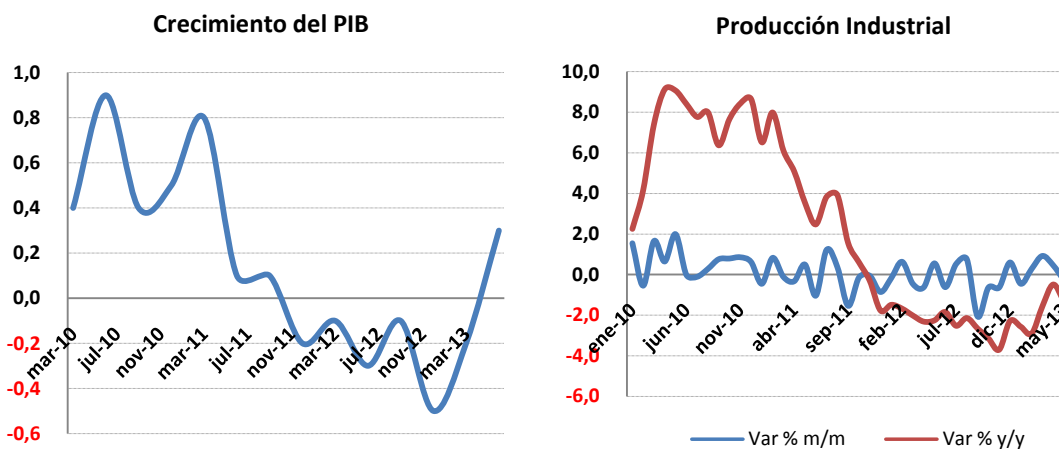 Crecimiento del PIB
1,0
0,8
0,6
0,4
0,2
0,0
-0,2
-0,4
-0,6
mar-10
jul-10
nov-10
mar-11
jul-11
nov-11
mar-12
jul-12
nov-12
mar-13
Producción Industrial
10,0
8,0
6,0
4,0
2,0
0,0
-2,0
-4,0
-6,0
ene-10
jun-10
nov-10
abr-11
sep-11
feb-12
jul-12
dic-12
may-13
Var % m/m
Var % y/y